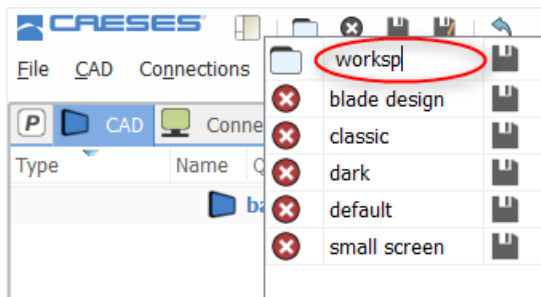 CAESES
worksp
File CAD Connections
blade design
P CAD Conne
classic
Type Name Q
dark
ba
default
small screen